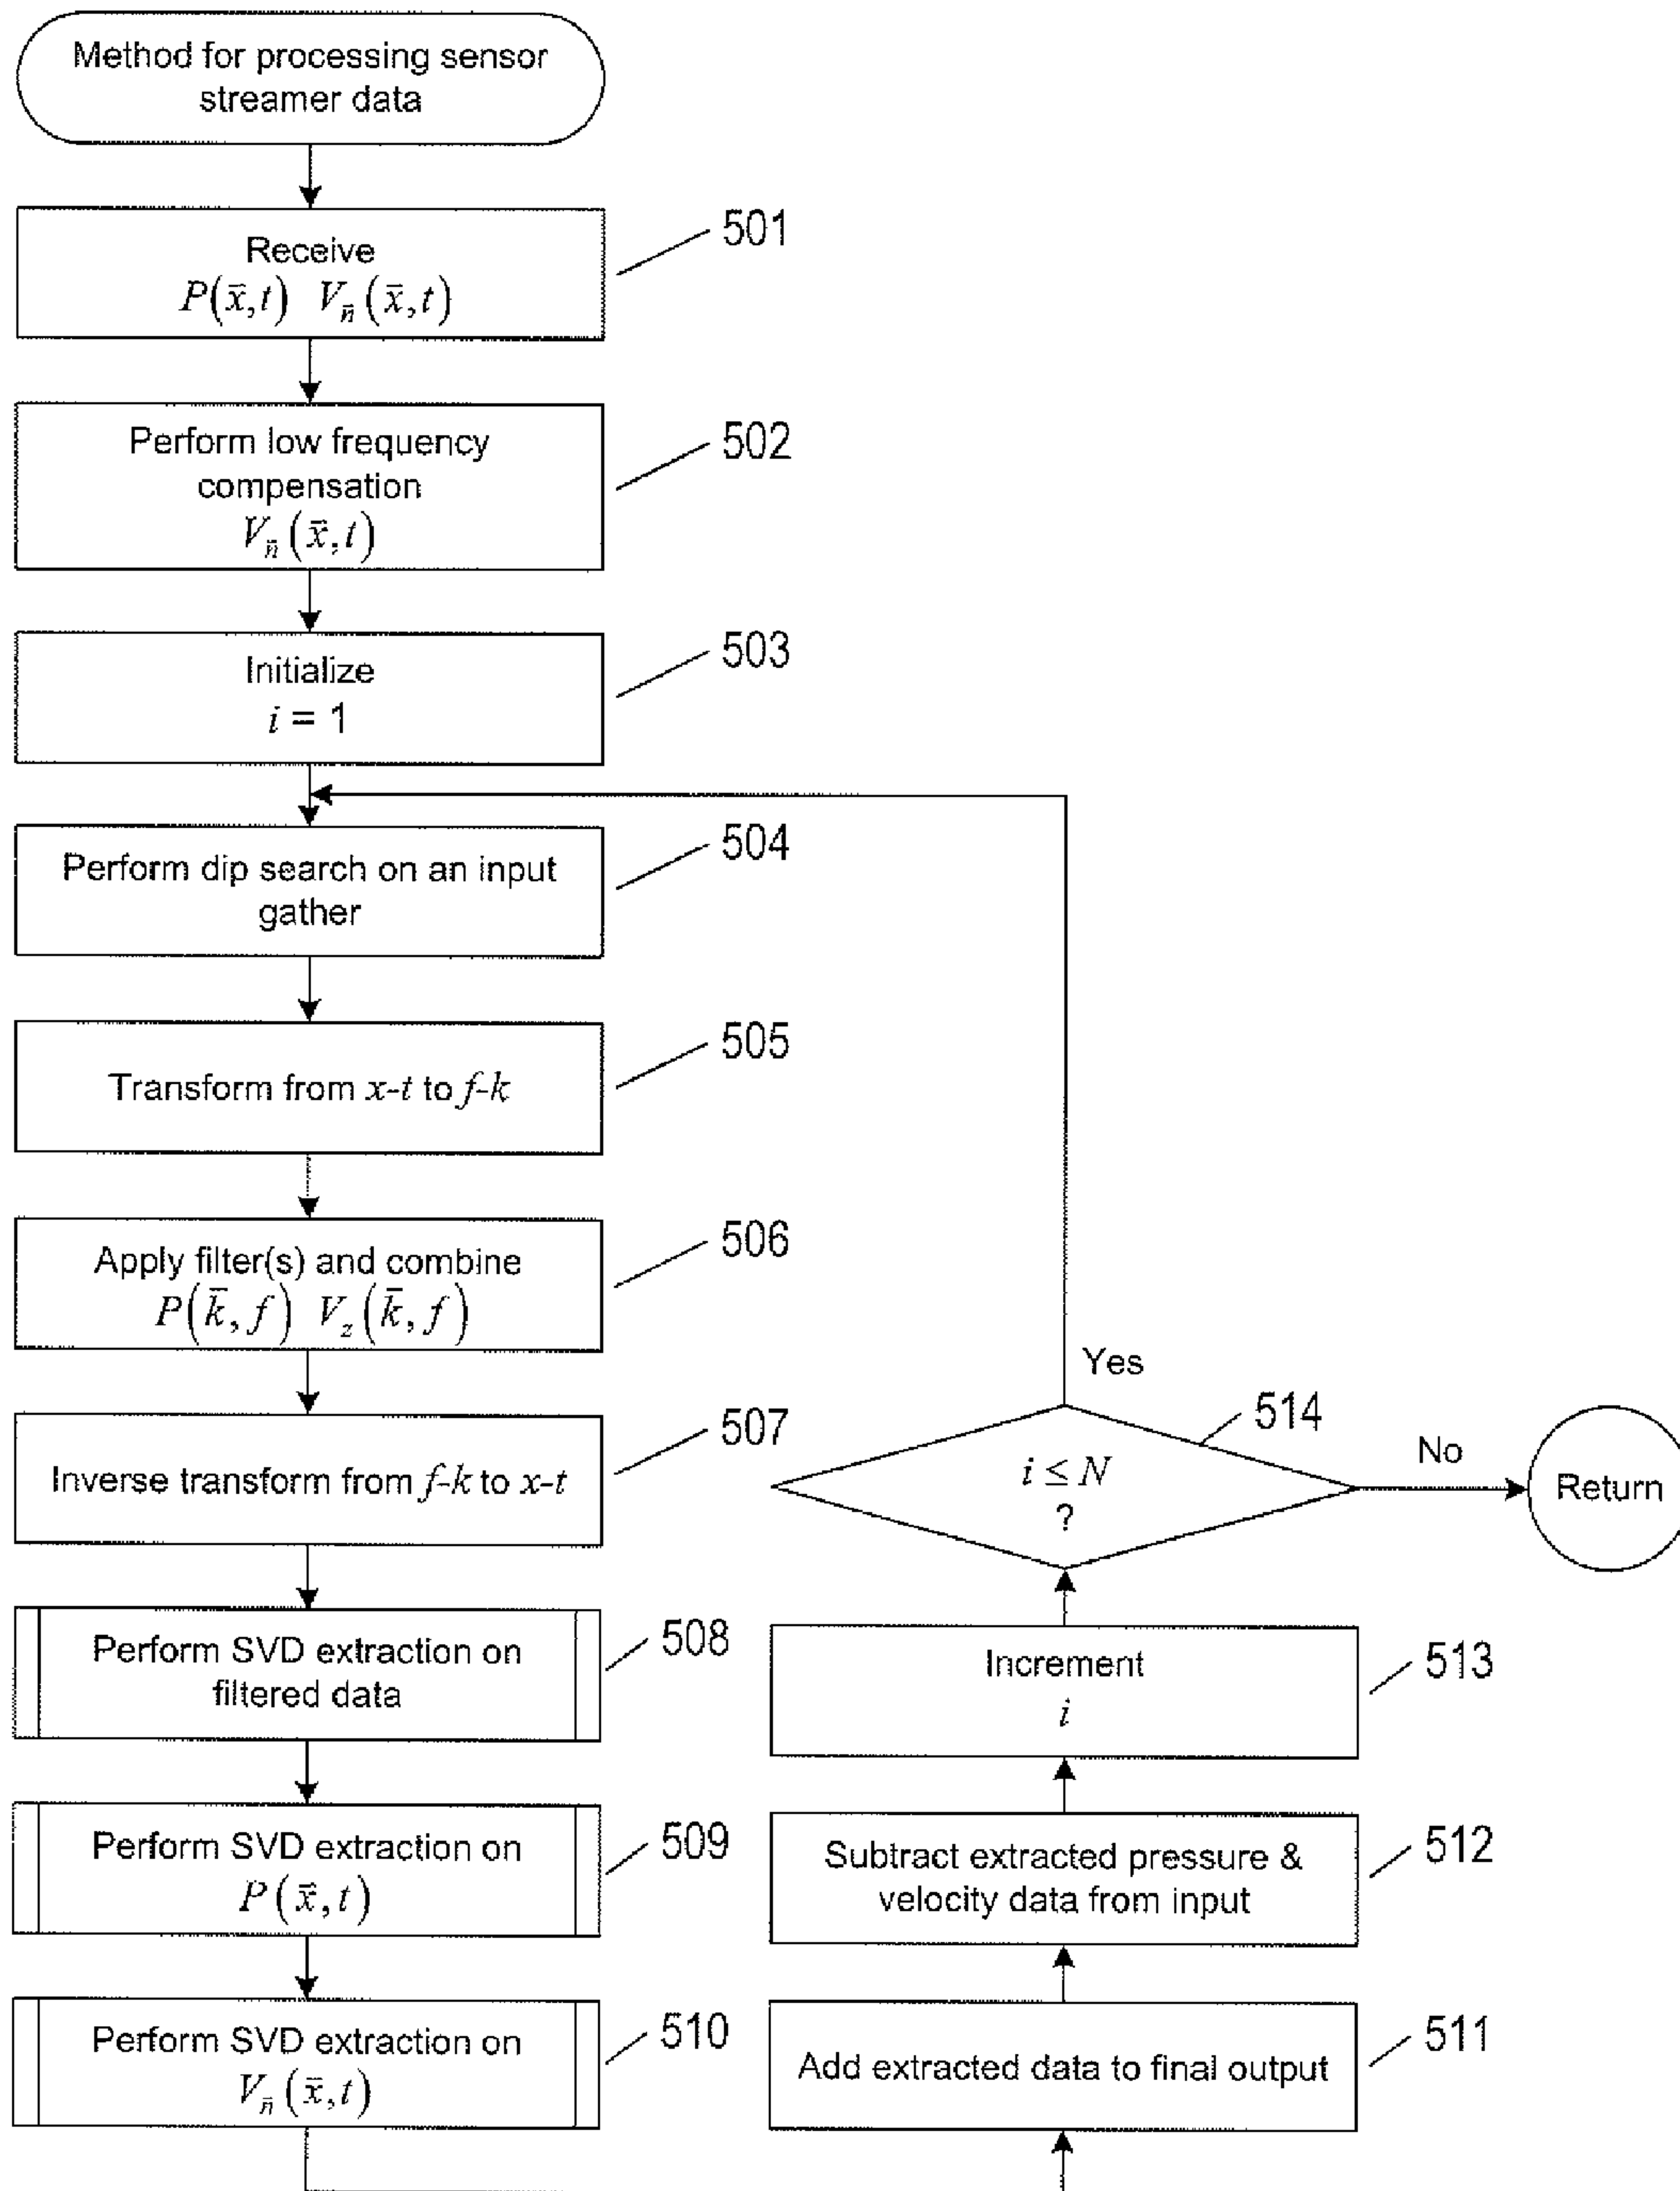 Method for processing sensor
streamer data
Receive
P(x̄,t) V_n̄(x̄,t)
501
Perform low frequency
compensation
V_n̄(x̄,t)
502
Initialize
i = 1
503
Perform dip search on an input
gather
504
Transform from x-t to f-k
505
Apply filter(s) and combine
P(k̄,f) V_z(k̄,f)
506
Inverse transform from f-k to x-t
507
Perform SVD extraction on
filtered data
508
Perform SVD extraction on
P(x̄,t)
509
Perform SVD extraction on
V_n̄(x̄,t)
510
Add extracted data to final output
511
Subtract extracted pressure &
velocity data from input
512
Increment
i
513
i ≤ N
?
514
Yes
No
Return